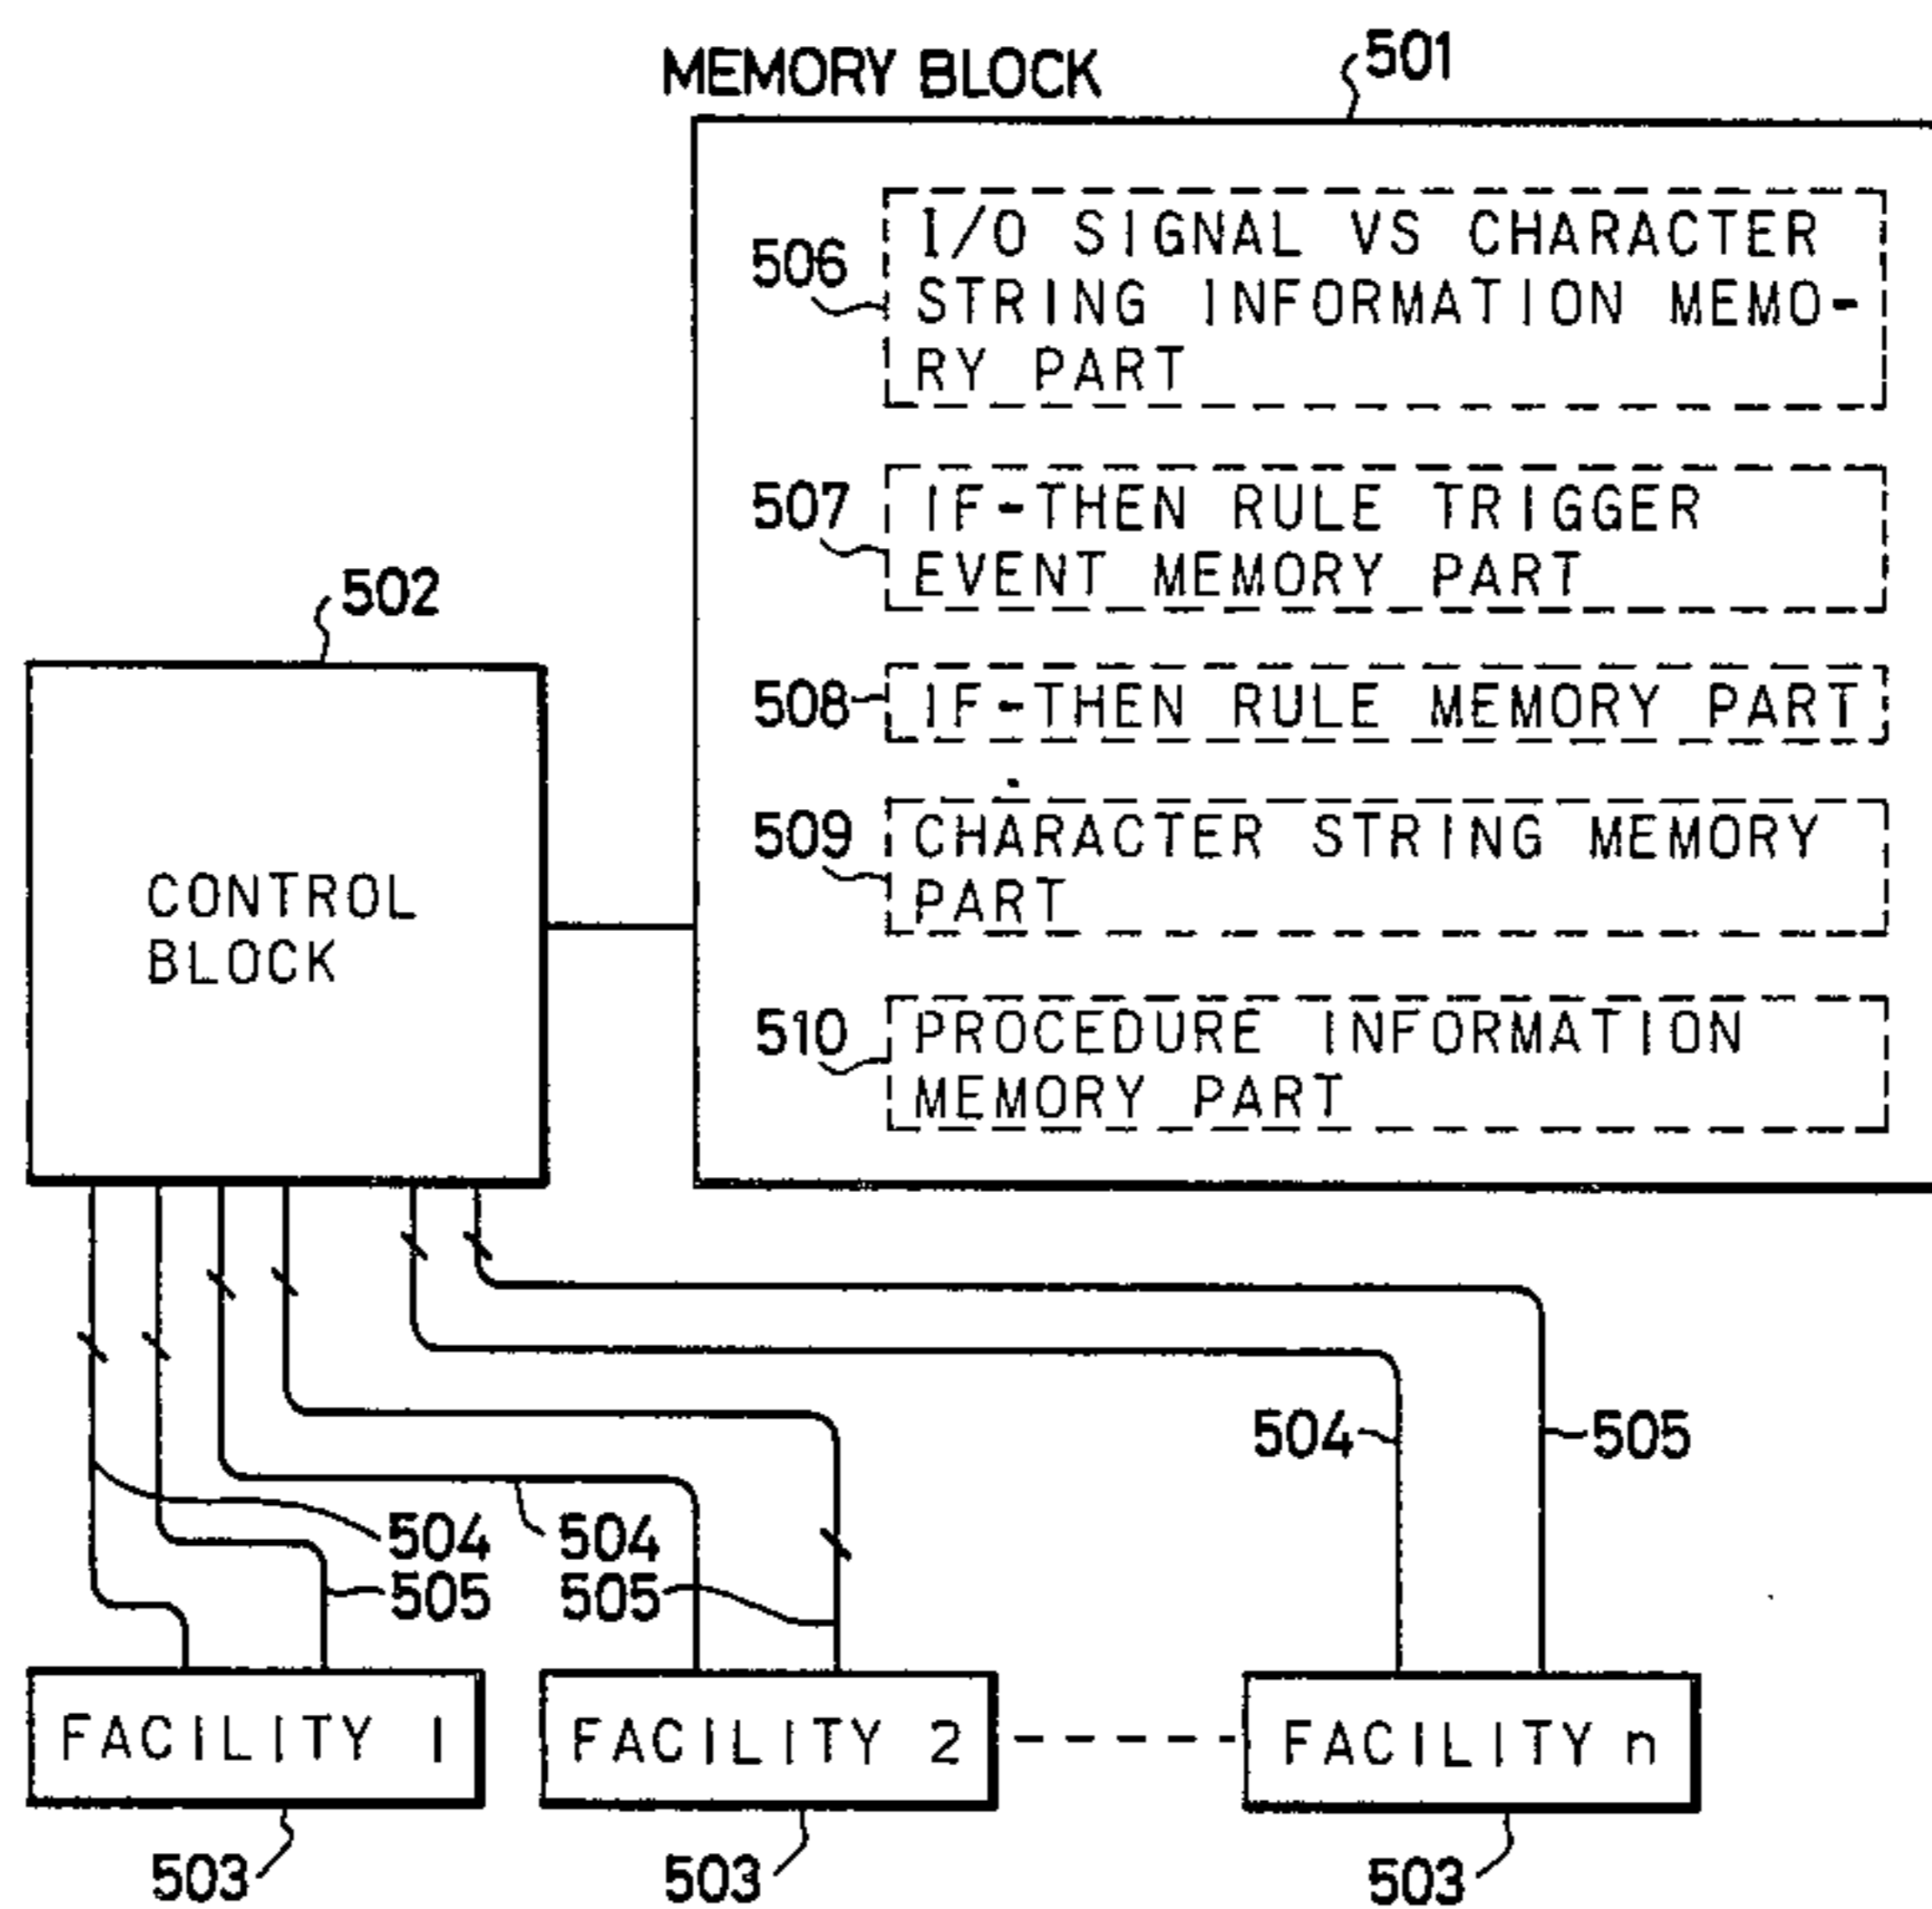 MEMORY BLOCK
501
506
I/O SIGNAL VS CHARACTER
STRING INFORMATION MEMO-
RY PART
507
IF-THEN RULE TRIGGER
EVENT MEMORY PART
502
508
IF-THEN RULE MEMORY PART
509
CHARACTER STRING MEMORY
PART
CONTROL
BLOCK
510
PROCEDURE INFORMATION
MEMORY PART
504
505
504
504
505
505
FACILITY 1
FACILITY 2
FACILITY n
503
503
503